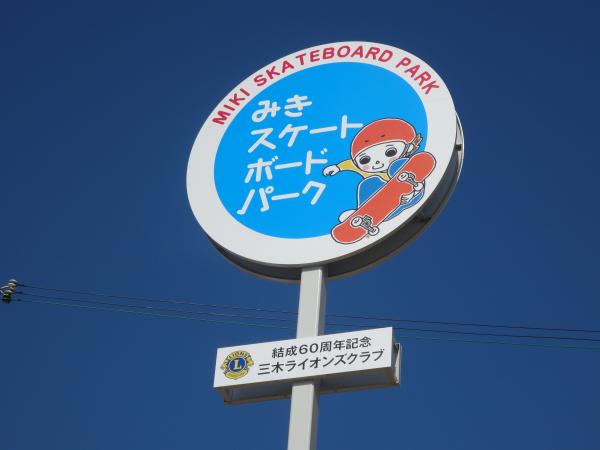 MIKI SKATEBOARD PARK
みき
スケート
ボード
パーク
結成60周年記念
三木ライオンズクラブ
LIONS
L